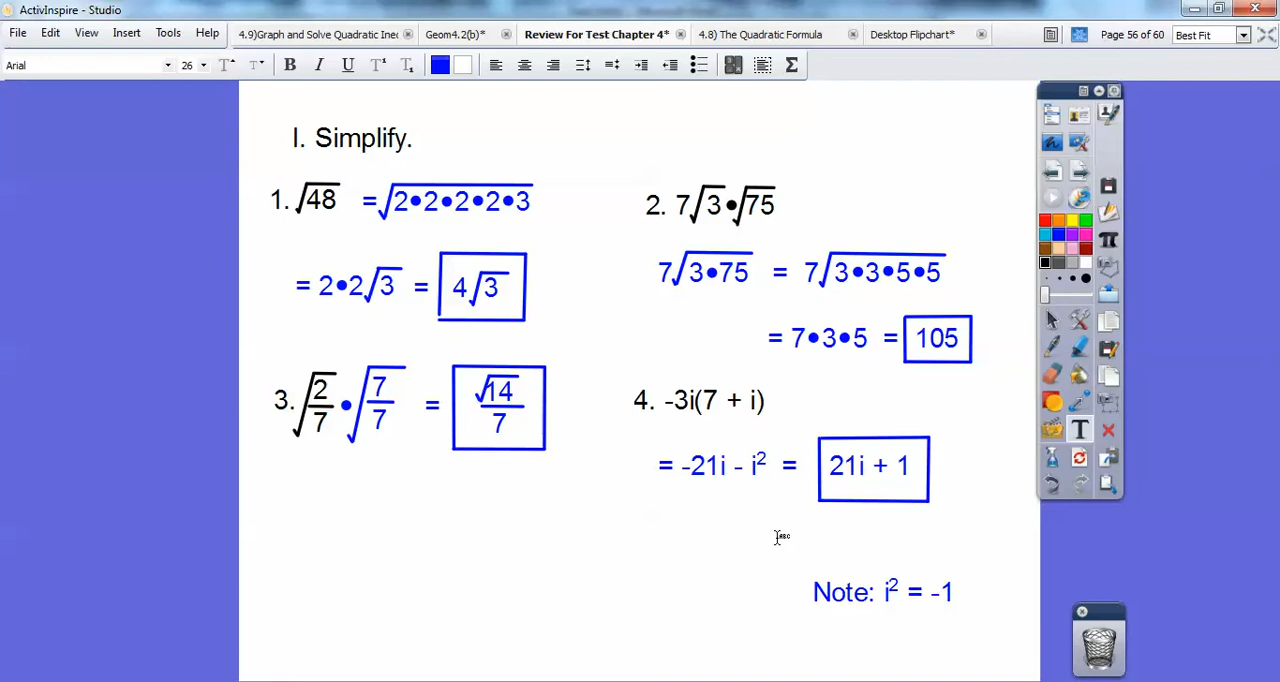 ActivInspire - Studio
File Edit View Insert Tools Help 4.9)Graph and Solve Quadratic Ineq Geom4.2(b)* Review For Test Chapter 4* 4.8) The Quadratic Formula Desktop Flipchart* Page 56 of 60 Best Fit
Arial 26 B I U
I. Simplify.
1. √48 = √2•2•2•2•3
= 2•2√3 = 4√3
2. 7√3•√75
7√3•75 = 7√3•3•5•5
= 7•3•5 = 105
3. √2/7 • √7/7 = √14/7
4. -3i(7 + i)
= -21i - i² = 21i + 1
Note: i² = -1